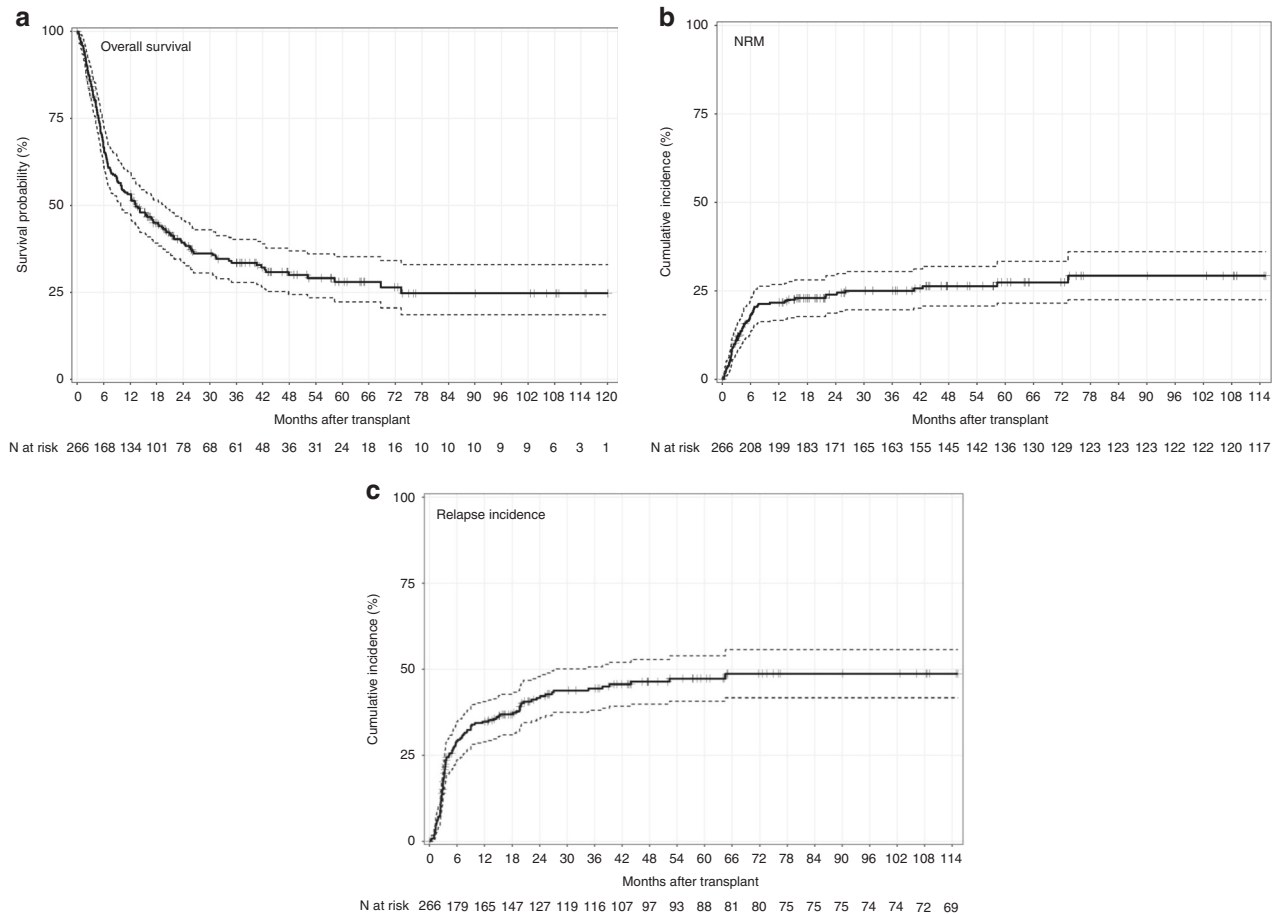 a
Overall survival
100
75
50
25
0
Survival probability (%)
0 6 12 18 24 30 36 42 48 54 60 66 72 78 84 90 96 102 108 114 120
Months after transplant
N at risk 266 168 134 101 78 68 61 48 36 31 24 18 16 10 10 10 9 9 6 3 1
b
NRM
100
75
50
25
0
Cumulative incidence (%)
0 6 12 18 24 30 36 42 48 54 60 66 72 78 84 90 96 102 108 114
Months after transplant
N at risk 266 208 199 183 171 165 163 155 145 142 136 130 129 123 123 123 122 122 120 117
c
Relapse incidence
100
75
50
25
0
Cumulative incidence (%)
0 6 12 18 24 30 36 42 48 54 60 66 72 78 84 90 96 102 108 114
Months after transplant
N at risk 266 179 165 147 127 119 116 107 97 93 88 81 80 75 75 75 74 74 72 69